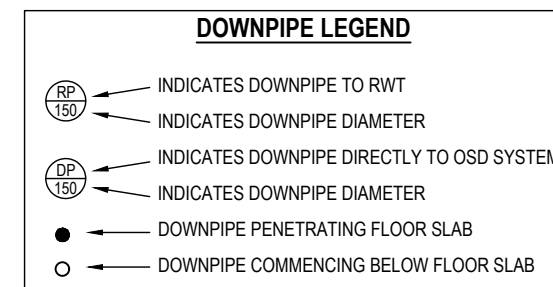 DOWNPIPE LEGEND
RP
150
INDICATES DOWNPIPE TO RWT
INDICATES DOWNPIPE DIAMETER
DP
150
INDICATES DOWNPIPE DIRECTLY TO OSD SYSTEM
INDICATES DOWNPIPE DIAMETER
DOWNPIPE PENETRATING FLOOR SLAB
DOWNPIPE COMMENCING BELOW FLOOR SLAB